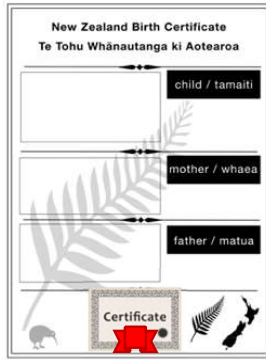 New Zealand Birth Certificate
Te Tohu Whānautanga ki Aotearoa
child / tamaiti
mother / whaea
father / matua
Certificate